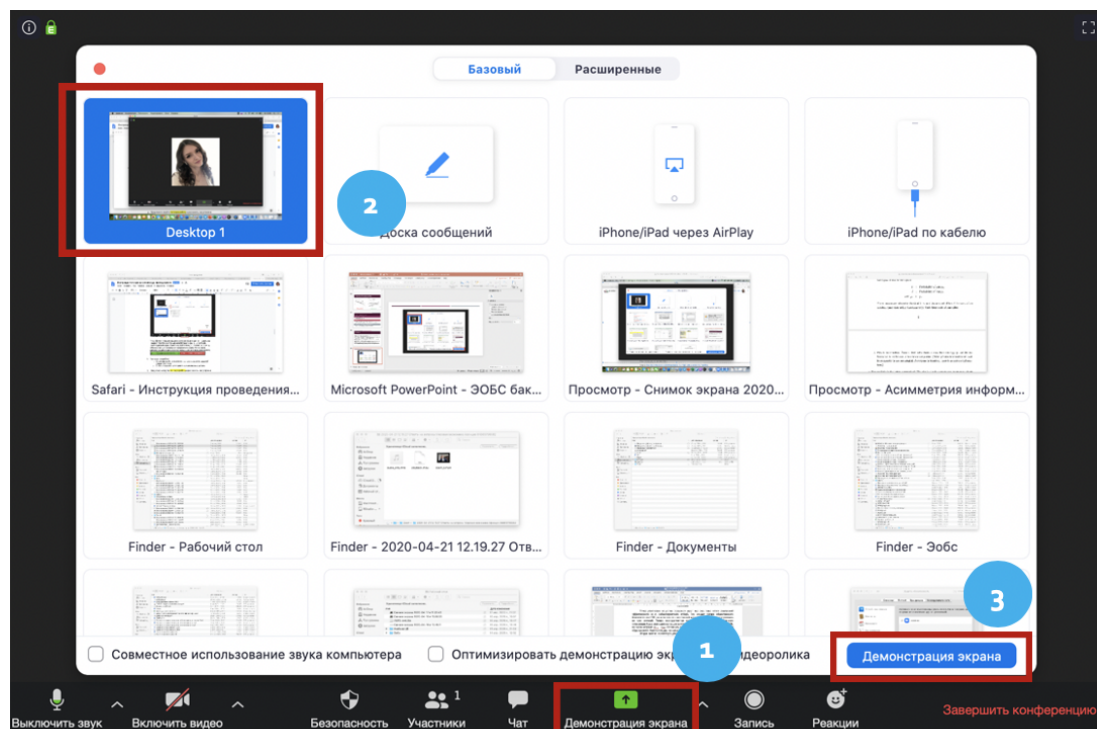 Базовый
Расширенные
Desktop 1
2
Доска сообщений
iPhone/iPad через AirPlay
iPhone/iPad по кабелю
Safari - Инструкция проведения...
Microsoft PowerPoint - ЭОБС бак...
Просмотр - Снимок экрана 2020...
Просмотр - Асимметрия информ...
Finder - Рабочий стол
Finder - 2020-04-21 12.19.27 Отв...
Finder - Документы
Finder - Эобс
3
1
Совместное использование звука компьютера
Оптимизировать демонстрацию
Демонстрация экрана
Выключить звук
Включить видео
Безопасность
Участники
1
Чат
Демонстрация экрана
Запись
Реакции
Завершить конференцию